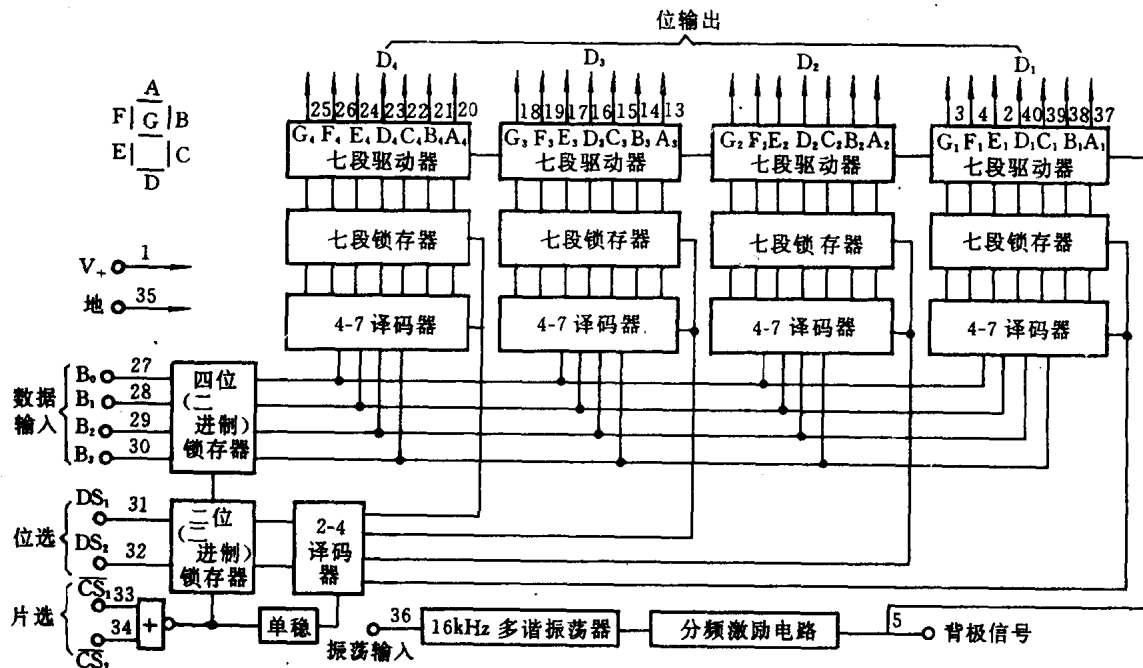 位输出
D₄ D₃ D₂ D₁
25 26 24 23 22 21 20
18 19 17 16 15 14 13
3 4 2 40 39 38 37
G₄ F₄ E₄ D₄ C₄ B₄ A₄
七段驱动器
G₃ F₃ E₃ D₃ C₃ B₃ A₃
七段驱动器
G₂ F₂ E₂ D₂ C₂ B₂ A₂
七段驱动器
G₁ F₁ E₁ D₁ C₁ B₁ A₁
七段驱动器
A
F G B
E C
D
七段锁存器 七段锁存器 七段锁存器 七段锁存器
V₊ 1
地 35
4-7 译码器 4-7 译码器 4-7 译码器 4-7 译码器
数据
输入
B₀ 27
B₁ 28
B₂ 29
B₃ 30
四位
(二
进制)
锁存器
位选
DS₁ 31
DS₂ 32
二位
(二
进制)
锁存器
2-4
译码
器
片选
C̅S̅₁ 33
34
C̅S̅₂
+
单稳
振荡输入
36
16kHz 多谐振荡器
分频激励电路
5
背极信号